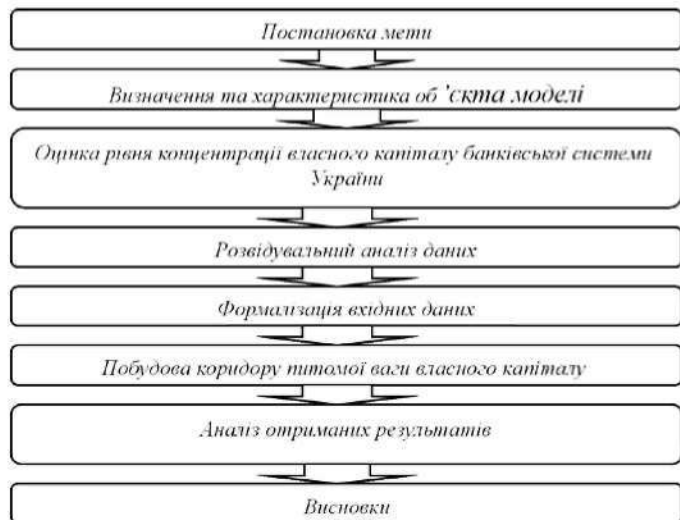 Постановка мети
Визначення та характеристика об 'єкта моделі
Оцінка рівня концентрації власного капіталу банківської системи
України
Розвідувальний аналіз даних
Формалізація вхідних даних
Побудова коридору питомої ваги власного капіталу
Аналіз отриманих результатів
Висновки